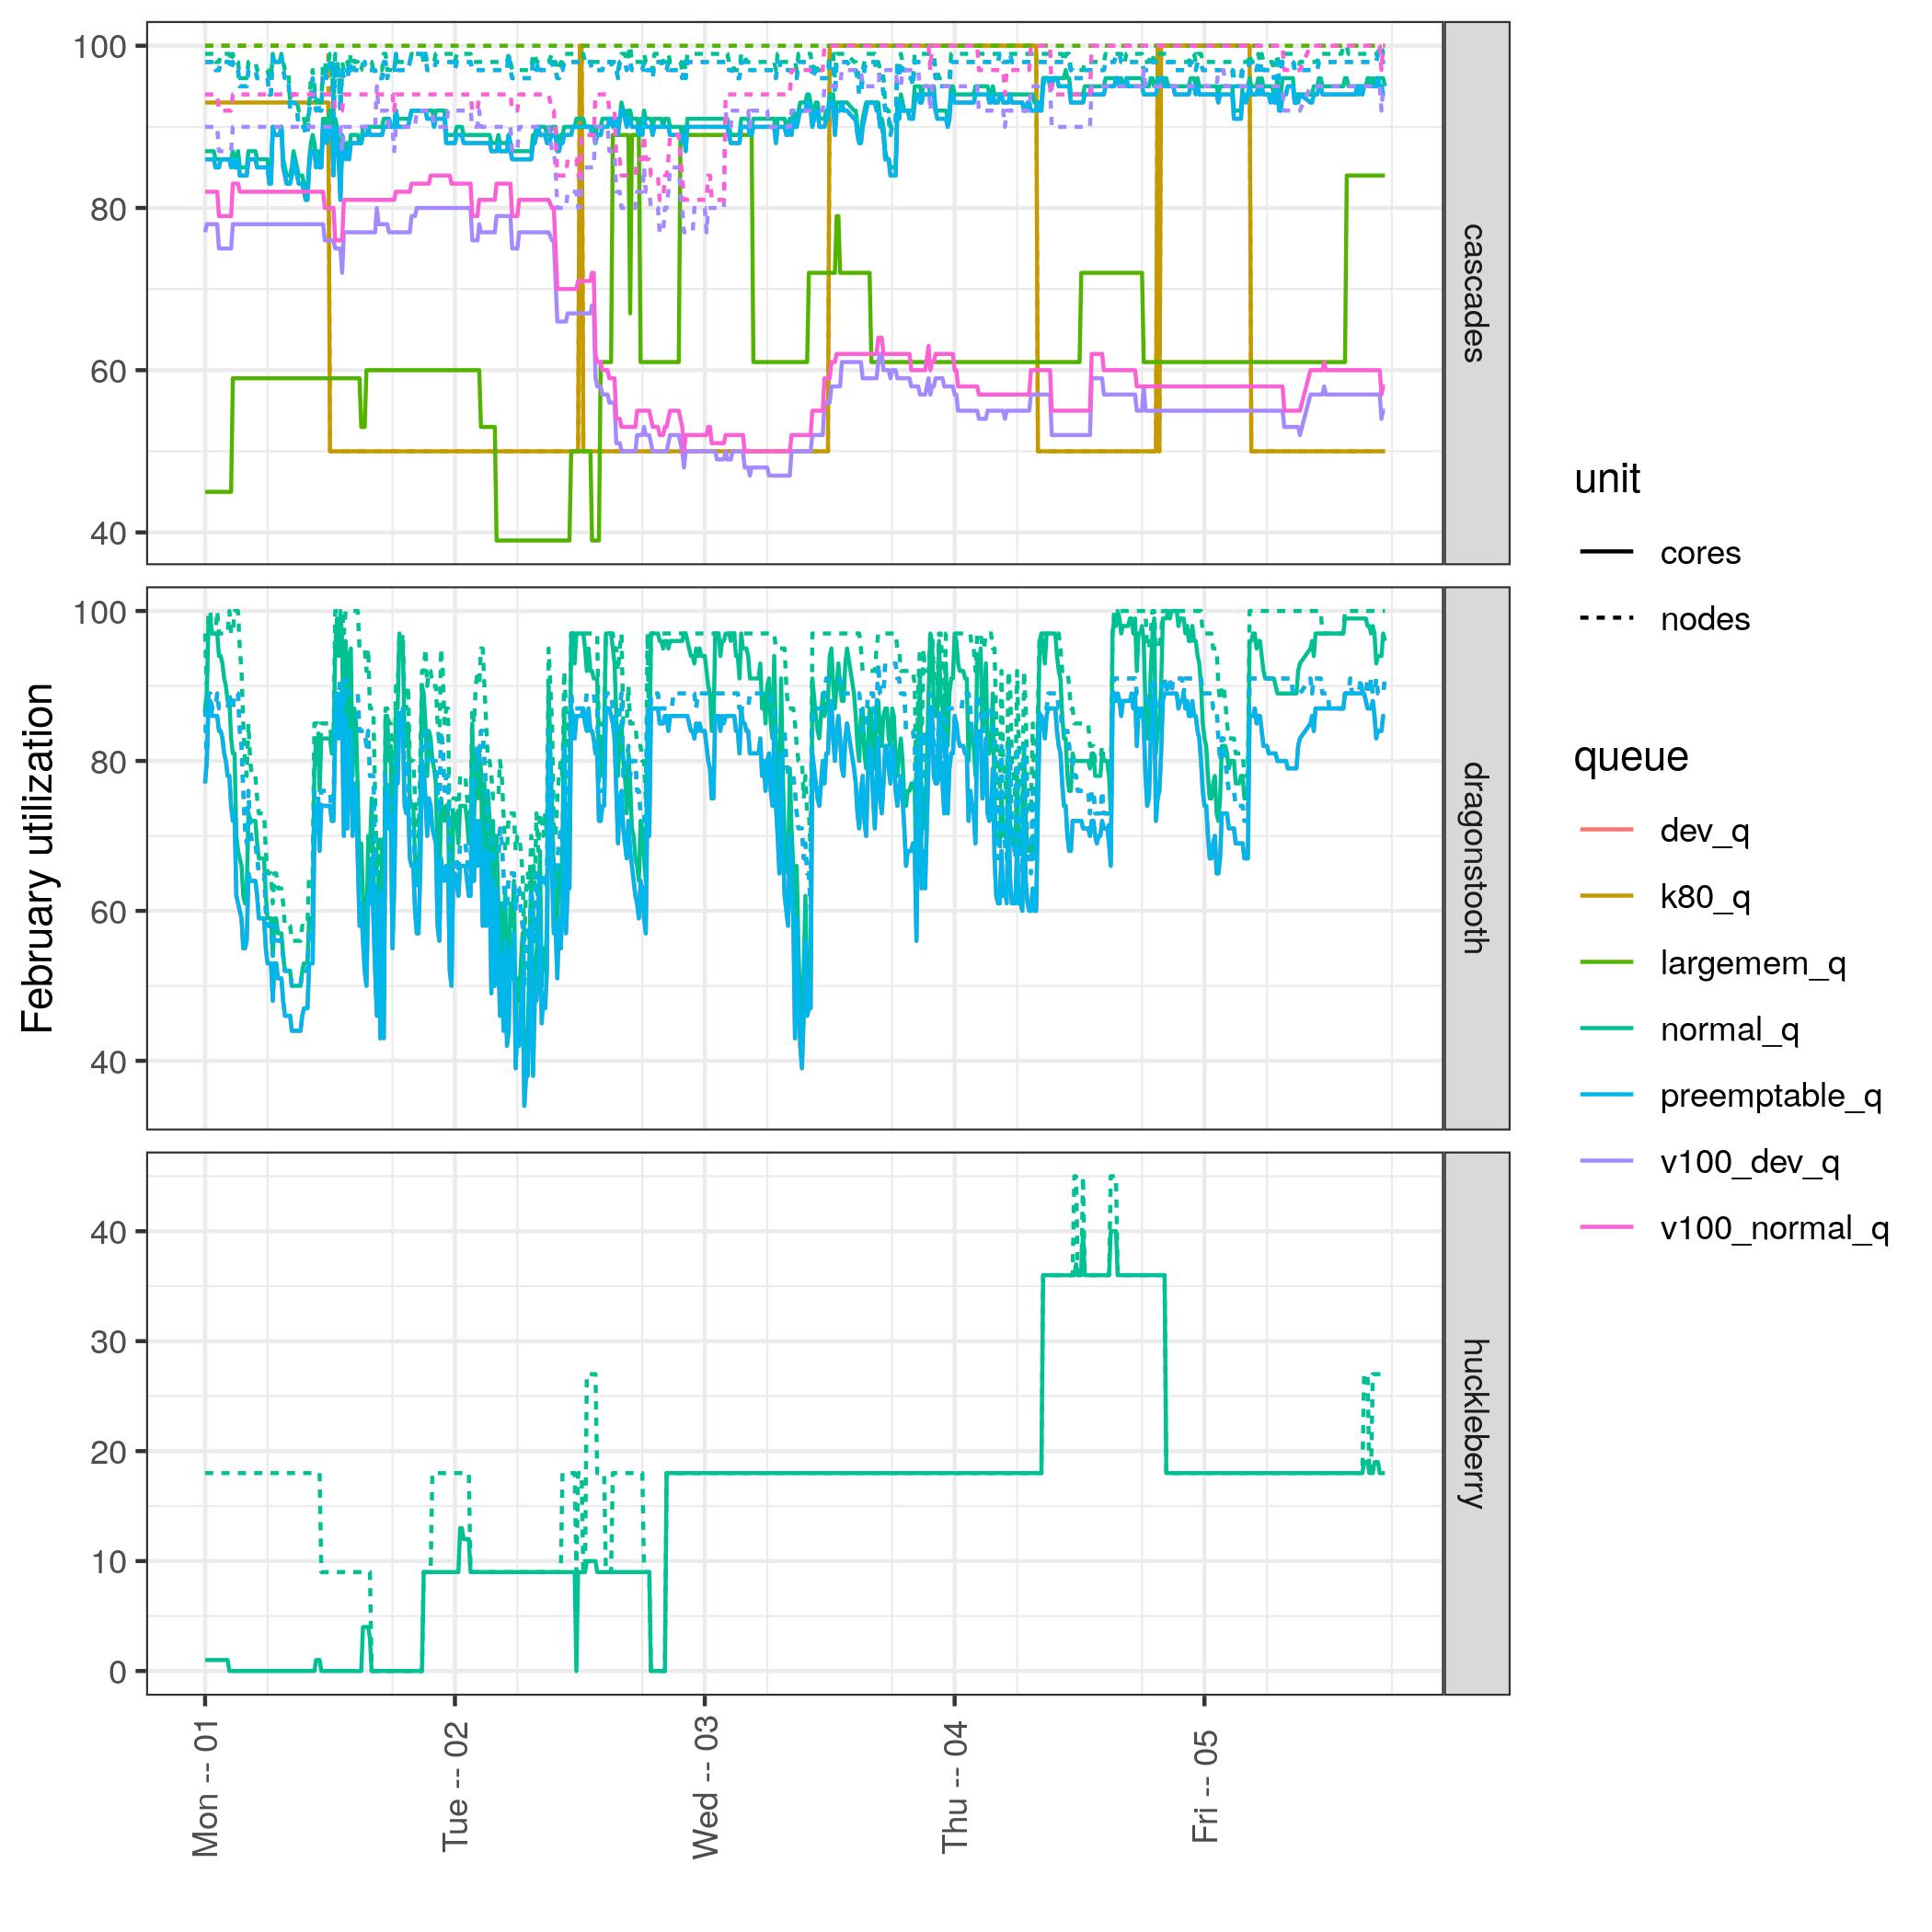 100
80
60
40
cascades
100
80
60
40
dragonstooth
40
30
20
10
0
huckleberry
February utilization
Mon -- 01
Tue -- 02
Wed -- 03
Thu -- 04
Fri -- 05
unit
cores
nodes
queue
dev_q
k80_q
largemem_q
normal_q
preemptable_q
v100_dev_q
v100_normal_q